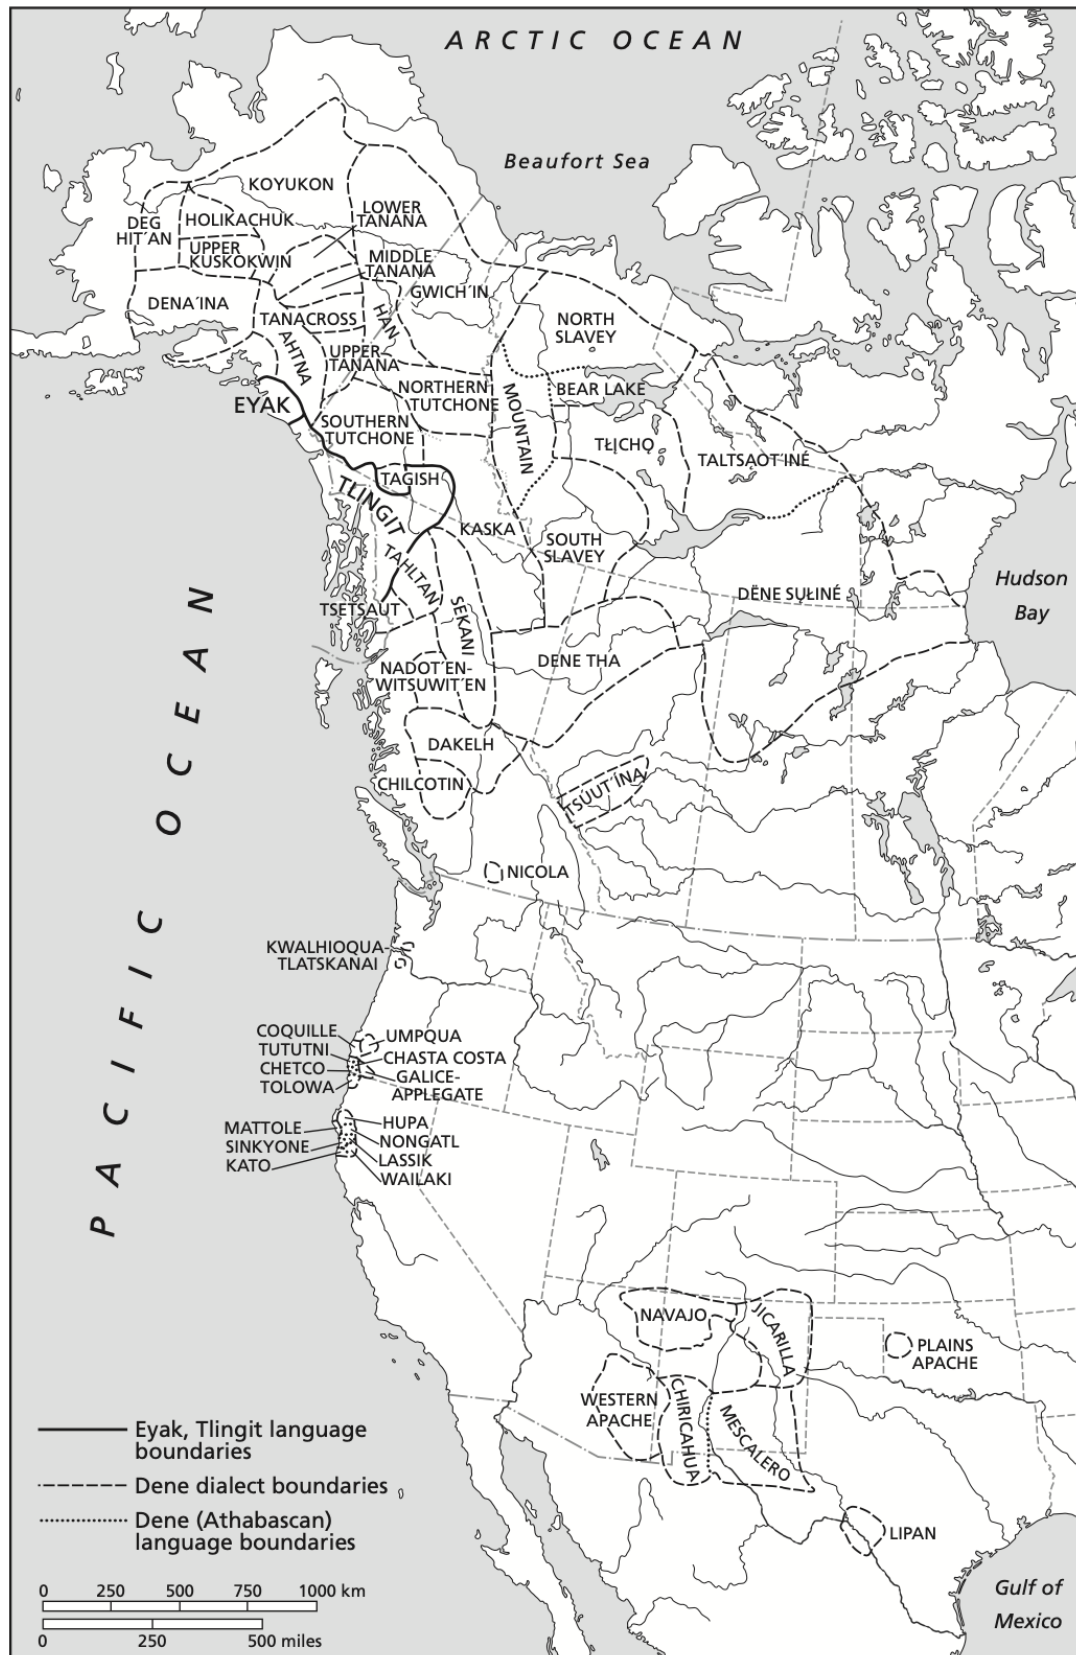 ARCTIC OCEAN
Beaufort Sea
KOYUKON
LOWER
TANANA
DEG
HIT'AN
HOLIKACHUK
UPPER
KUSKOKWIN
MIDDLE
TANANA
GWICH'IN
DENA'INA
TANACROSS
HAN
AHTNA
UPPER
TANANA
NORTH
SLAVEY
BEAR LAKE
NORTHERN
TUTCHONE
MOUNTAIN
EYAK
SOUTHERN
TUTCHONE
TŁĮCHǪ
TALTSĄOT'INÉ
TAGISH
TLINGIT
KASKA
SOUTH
SLAVEY
TAHLTAN
TSETSAUT
SEKANI
DËNE SŲŁINÉ
Hudson
Bay
NADOT'EN-
WITSUWIT'EN
DENE THA
DAKELH
CHILCOTIN
TSUUT'ÍNA
NICOLA
PACIFIC OCEAN
KWALHIOQUA-
TLATSKANAI
COQUILLE
UMPQUA
TUTUTNI
CHASTA COSTA
CHETCO
GALICE-
APPLEGATE
TOLOWA
HUPA
MATTOLE
NONGATL
SINKYONE
LASSIK
KATO
WAILAKI
NAVAJO
JICARILLA
PLAINS
APACHE
WESTERN
APACHE
CHIRICAHUA
MESCALERO
LIPAN
Gulf of
Mexico
Eyak, Tlingit language
boundaries
Dene dialect boundaries
Dene (Athabascan)
language boundaries
0 250 500 750 1000 km
0 250 500 miles